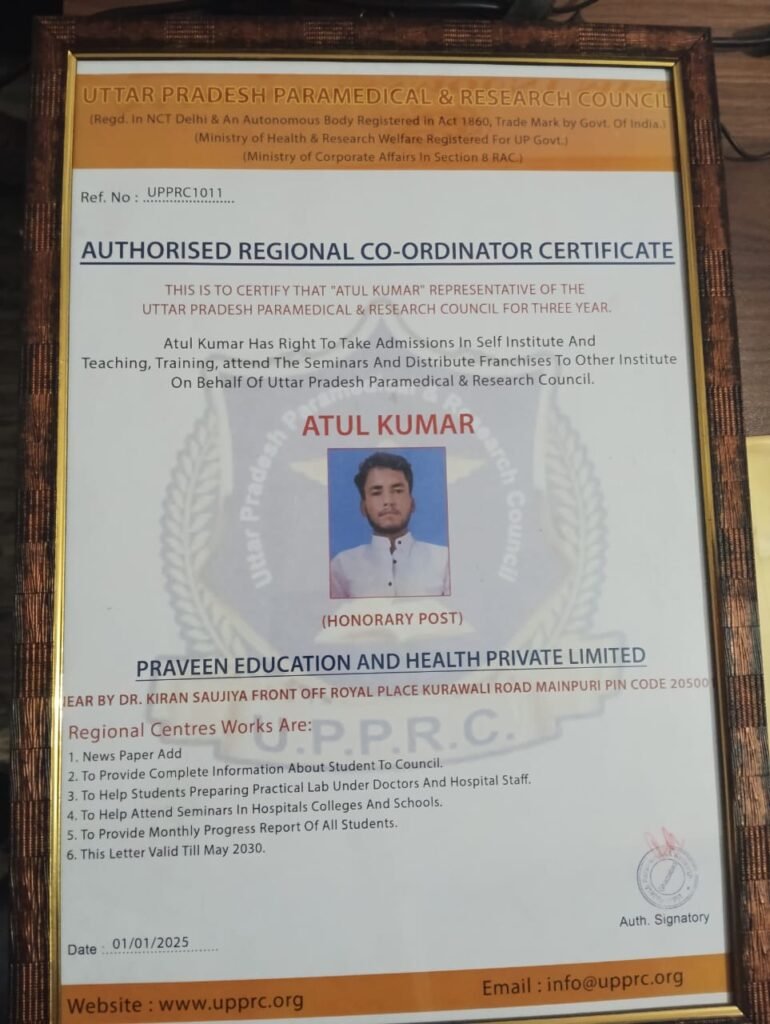 UTTAR PRADESH PARAMEDICAL & RESEARCH COUNCIL
(Regd. In NCT Delhi & An Autonomous Body Registered in Act 1860, Trade Mark by Govt. Of India.)
(Ministry of Health & Research Welfare Registered For UP Govt.)
(Ministry of Corporate Affairs In Section 8 RAC.)
Ref. No : UPPRC1011
AUTHORISED REGIONAL CO-ORDINATOR CERTIFICATE
THIS IS TO CERTIFY THAT "ATUL KUMAR" REPRESENTATIVE OF THE
UTTAR PRADESH PARAMEDICAL & RESEARCH COUNCIL FOR THREE YEAR.
Atul Kumar Has Right To Take Admissions In Self Institute And
Teaching, Training, attend The Seminars And Distribute Franchises To Other Institute
On Behalf Of Uttar Pradesh Paramedical & Research Council.
Uttar Pradesh Paramedical & Research Council
ATUL KUMAR
(HONORARY POST)
PRAVEEN EDUCATION AND HEALTH PRIVATE LIMITED
EAR BY DR. KIRAN SAUJIYA FRONT OFF ROYAL PLACE KURAWALI ROAD MAINPURI PIN CODE 20500
U.P.P.R.C.
Regional Centres Works Are:
1. News Paper Add
2. To Provide Complete Information About Student To Council.
3. To Help Students Preparing Practical Lab Under Doctors And Hospital Staff.
4. To Help Attend Seminars In Hospitals Colleges And Schools.
5. To Provide Monthly Progress Report Of All Students.
6. This Letter Valid Till May 2030.
Auth. Signatory
Date : 01/01/2025
Website : www.upprc.org
Email : info@upprc.org